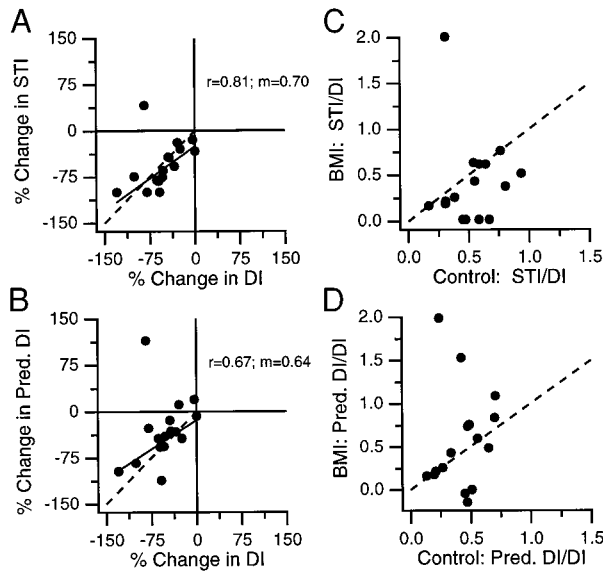 A
150
75
0
-75
-150
% Change in STI
r=0.81; m=0.70
-150 -75 0 75 150
% Change in DI
C
2.0
1.5
1.0
0.5
0.0
BMI: STI/DI
0.0 0.5 1.0 1.5
Control: STI/DI
B
150
75
0
-75
-150
% Change in Pred. DI
r=0.67; m=0.64
-150 -75 0 75 150
% Change in DI
D
2.0
1.5
1.0
0.5
0.0
BMI: Pred. DI/DI
0.0 0.5 1.0 1.5
Control: Pred. DI/DI